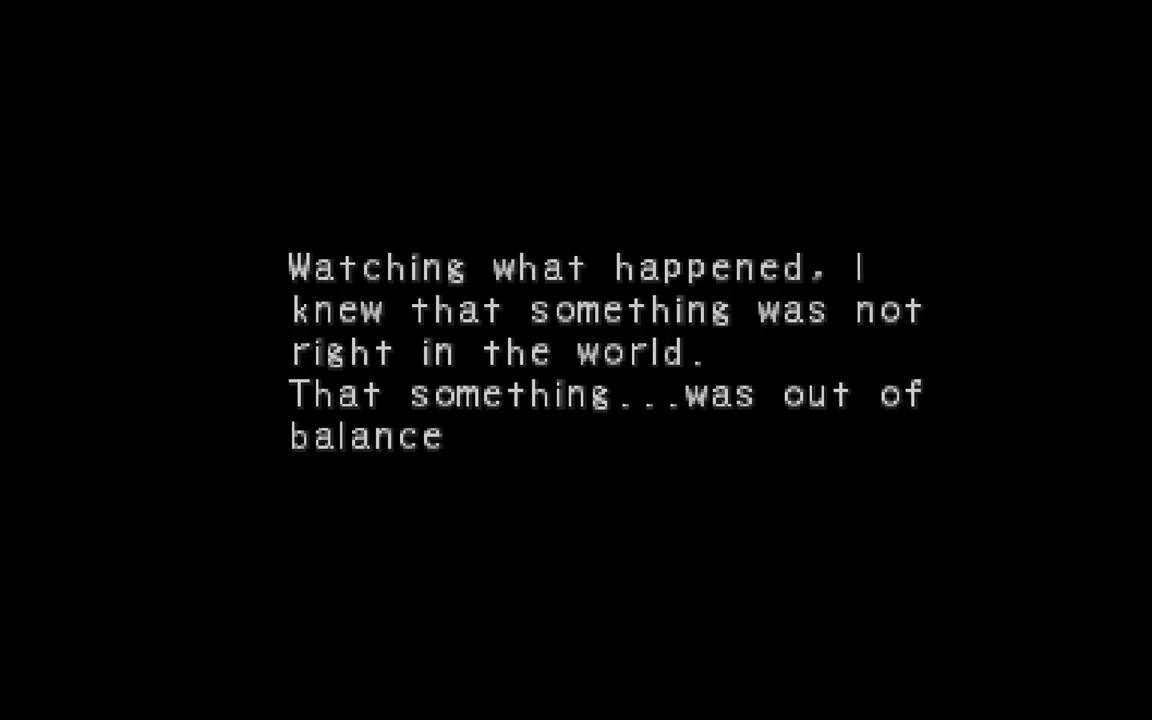 Watching what happened, I
knew that something was not
right in the world.
That something...was out of
balance